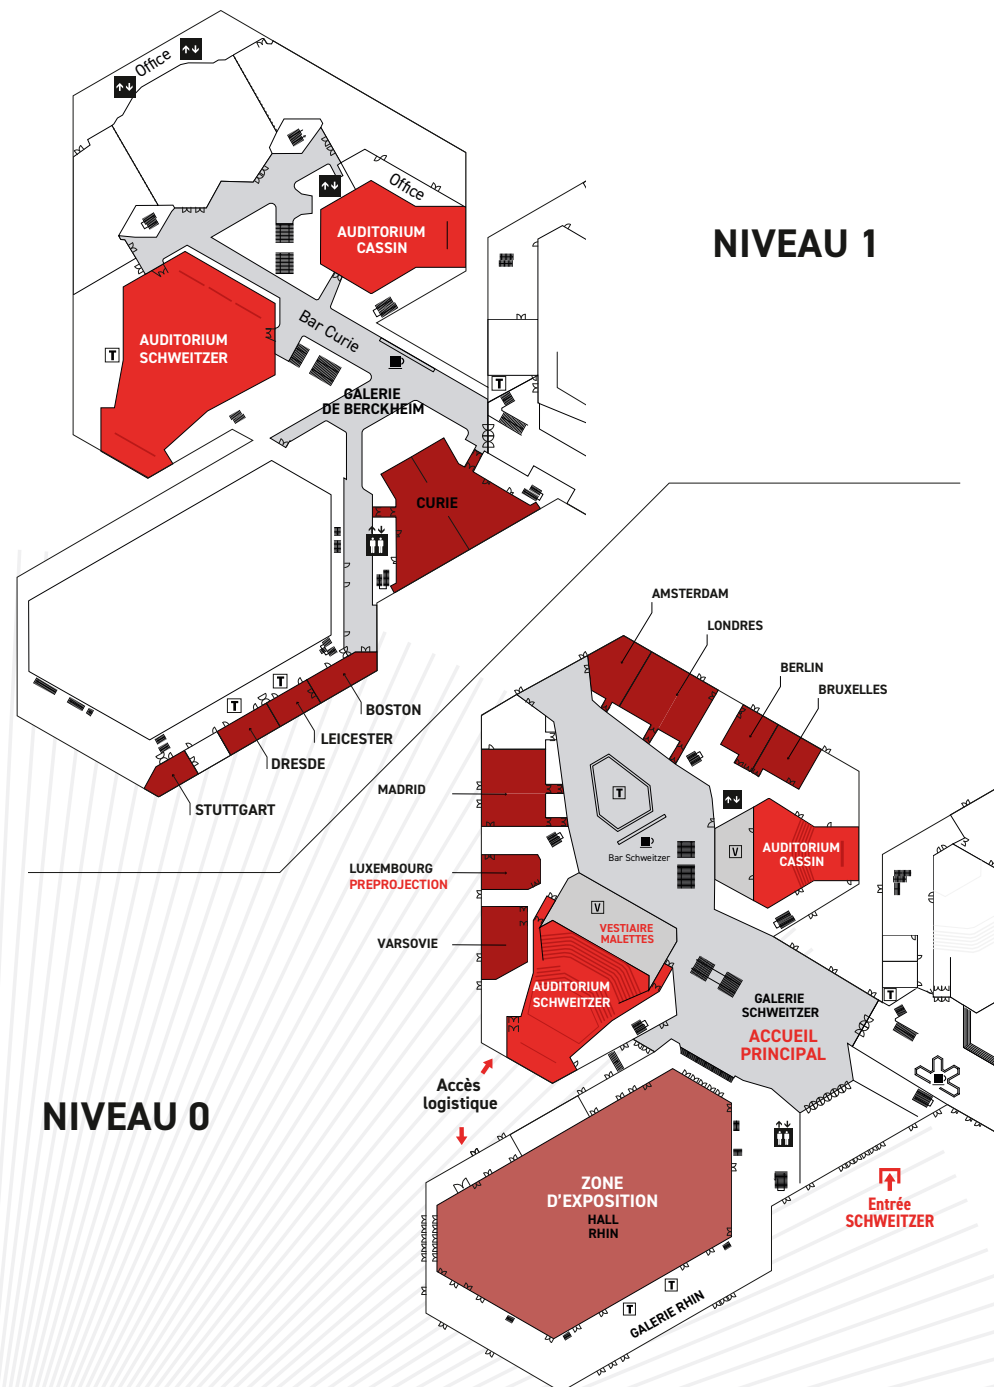 Office
Office
AUDITORIUM
CASSIN
NIVEAU 1
AUDITORIUM
SCHWEITZER
T
Bar Curie
T
GALERIE
DE BERCKHEIM
CURIE
T
T
BOSTON
LEICESTER
DRESDE
STUTTGART
AMSTERDAM
LONDRES
BERLIN
BRUXELLES
MADRID
T
Bar Schweitzer
V
AUDITORIUM
CASSIN
LUXEMBOURG
PREPROJECTION
V
VESTIAIRE
MALETTES
VARSOVIE
AUDITORIUM
SCHWEITZER
GALERIE
SCHWEITZER
T
ACCUEIL
PRINCIPAL
Accès
logistique
NIVEAU 0
ZONE
D'EXPOSITION
HALL
RHIN
Entrée
SCHWEITZER
T
T
GALERIE RHIN